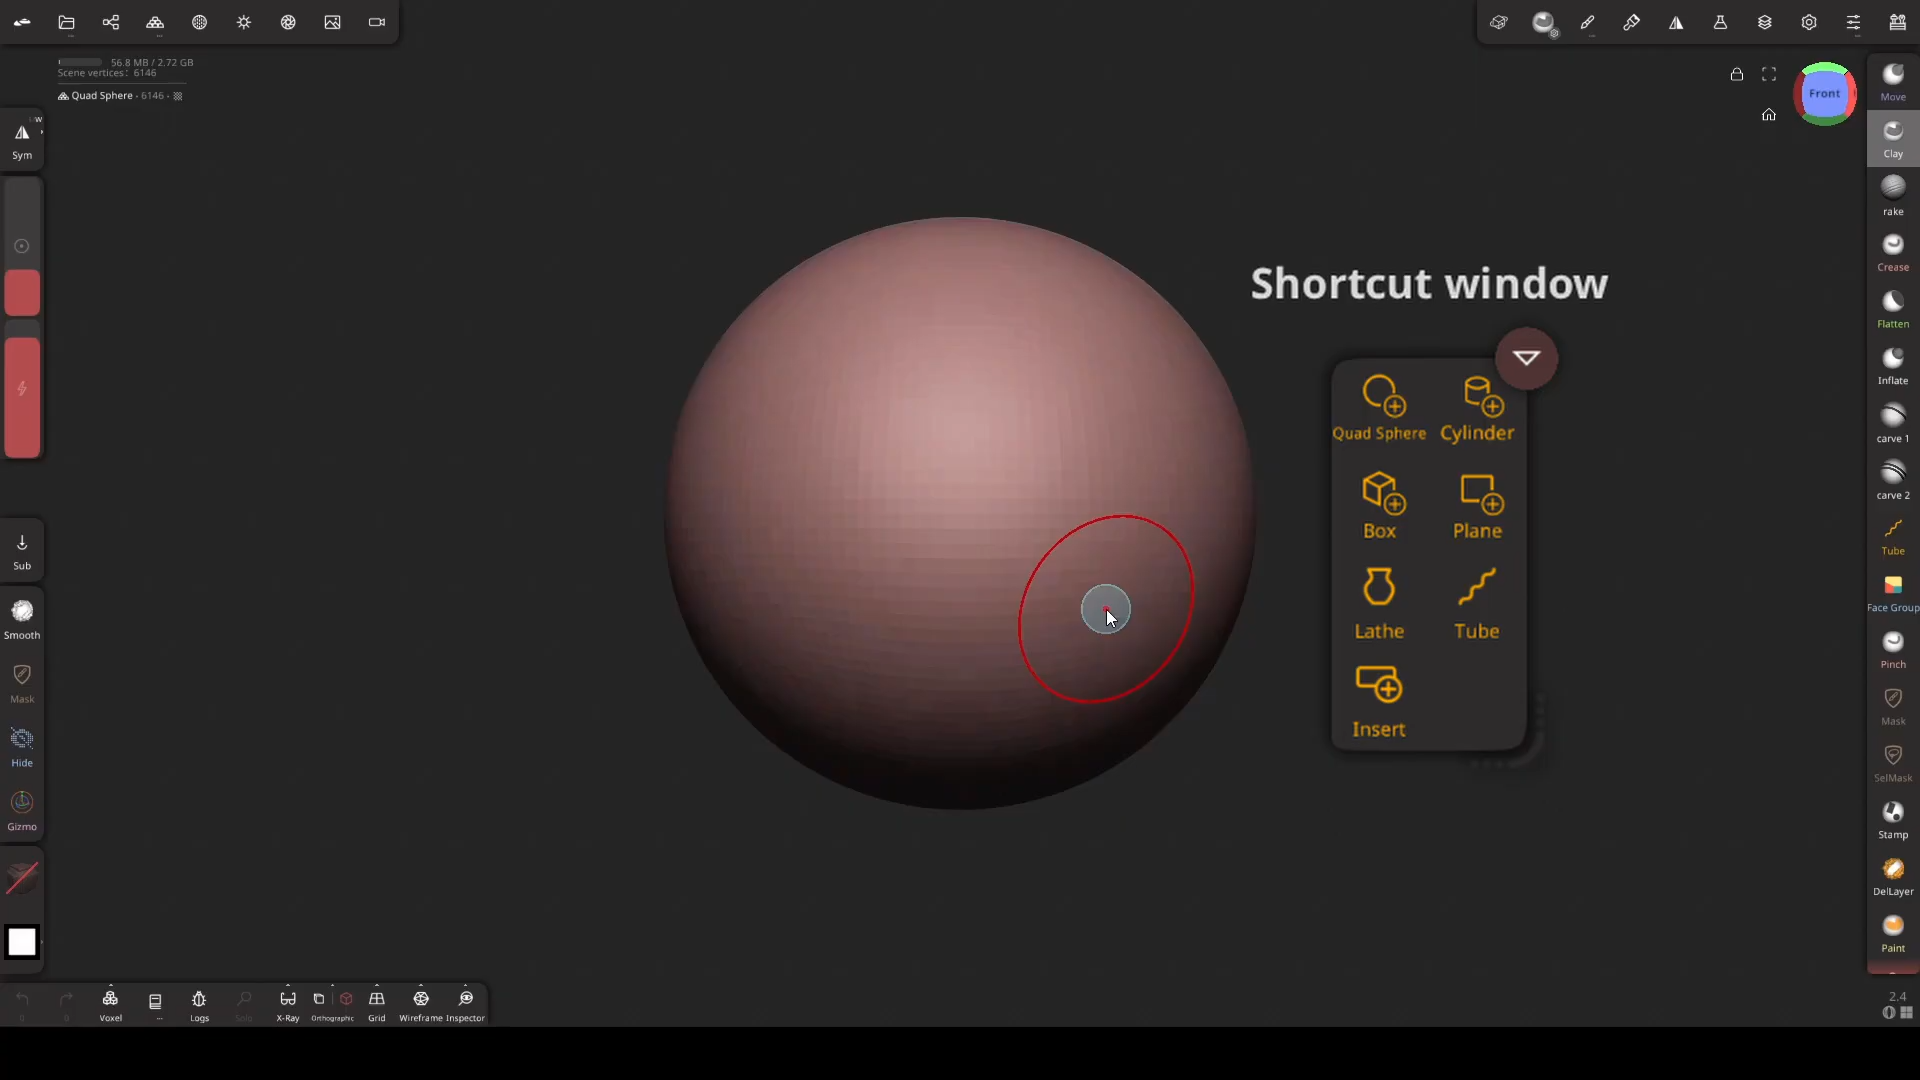 56.8 MB / 2.72 GB
Scene vertices: 6146
Quad Sphere - 6146 -
Sym
Sub
Smooth
Mask
Hide
Gizmo
Shortcut window
Quad Sphere Cylinder
Box Plane
Lathe Tube
Insert
Front
Move
Clay
rake
Crease
Flatten
Inflate
carve 1
carve 2
Tube
Face Group
Pinch
Mask
SelMask
Stamp
DelLayer
Paint
0 0 Voxel ... Logs Solo X-Ray Orthographic Grid Wireframe Inspector
2.4